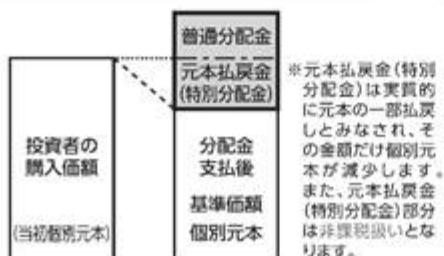 普通分配金
元本払戻金
(特別分配金)
投資者の
購入価額
(当初個別元本)
分配金
支払後
基準価額
個別元本
※元本払戻金(特別
分配金)は実質的
に元本の一部払戻
しとみなされ、そ
の金額だけ個別元
本が減少します。
また、元本払戻金
(特別分配金)部分
は非課税扱いとな
ります。